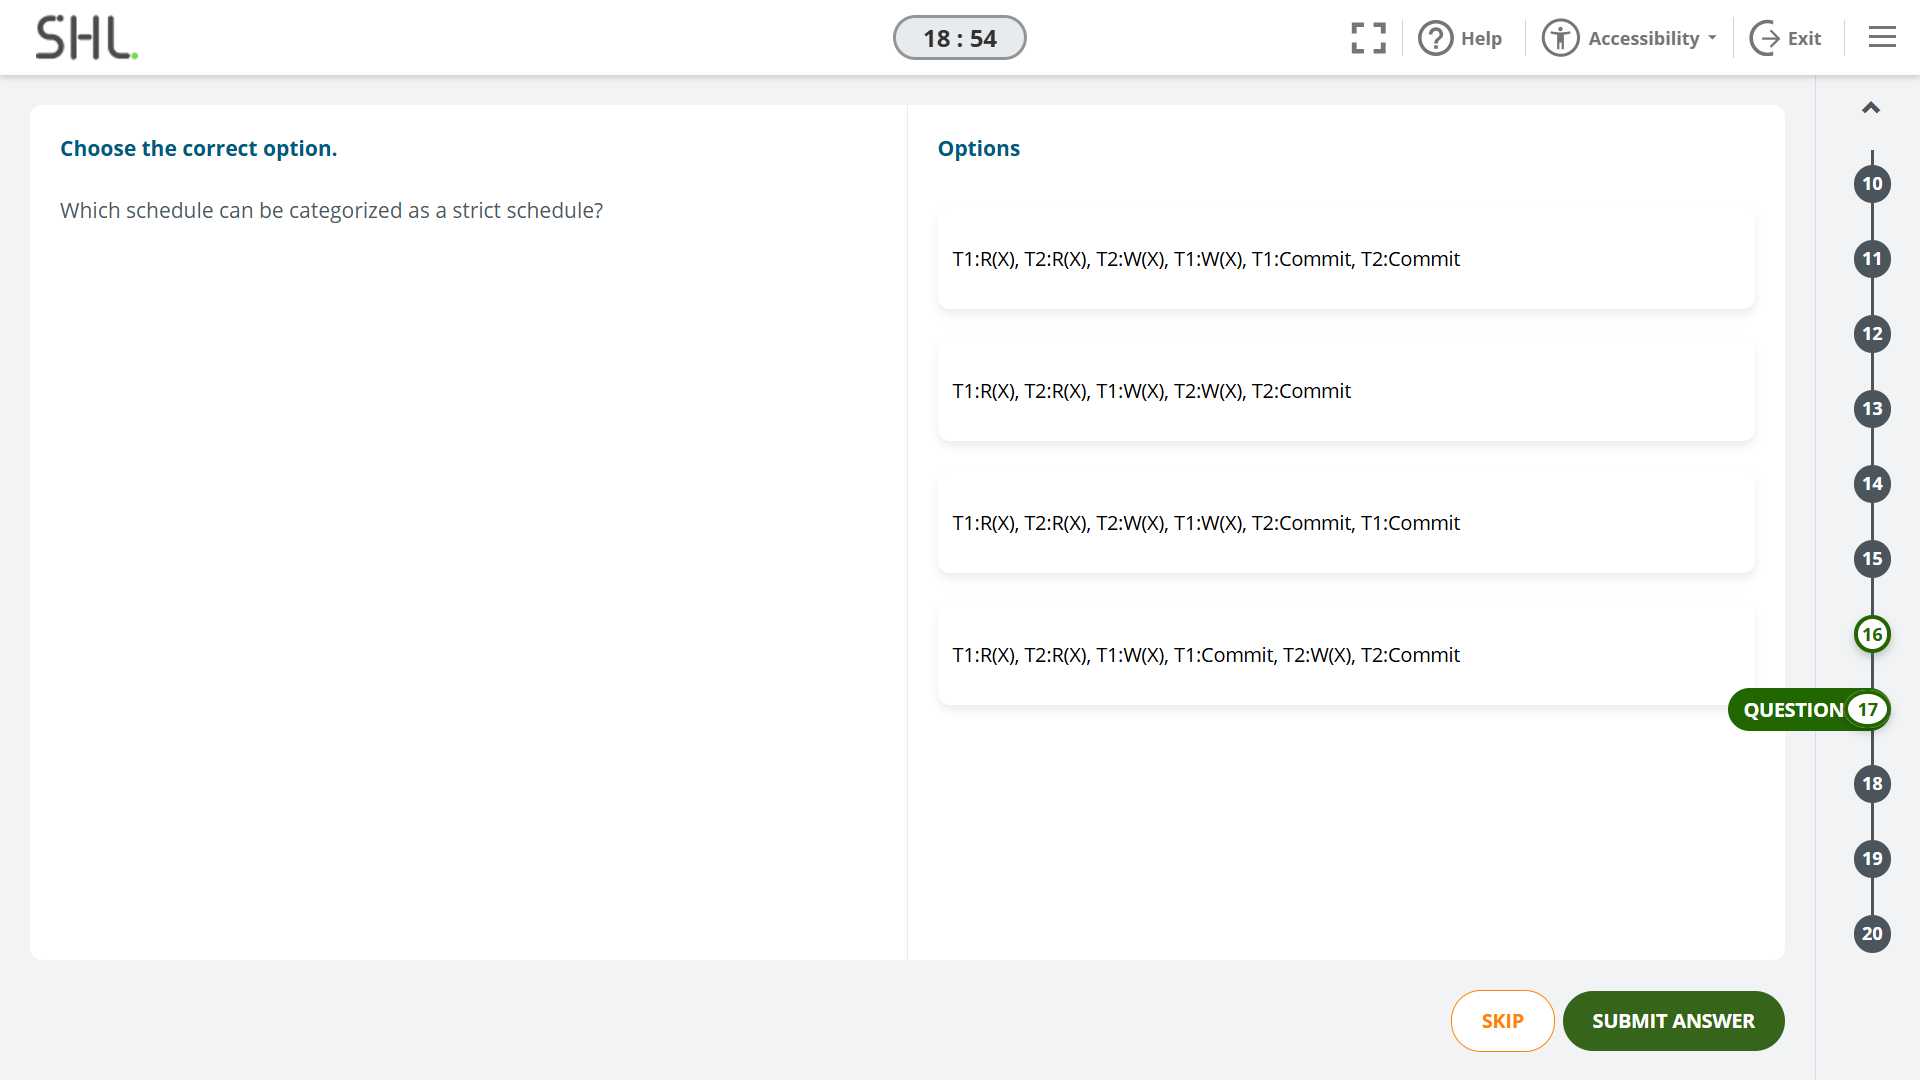 SHL.
18 : 54
Help
Accessibility
Exit
Choose the correct option.
Which schedule can be categorized as a strict schedule?
Options
T1:R(X), T2:R(X), T2:W(X), T1:W(X), T1:Commit, T2:Commit
T1:R(X), T2:R(X), T1:W(X), T2:W(X), T2:Commit
T1:R(X), T2:R(X), T2:W(X), T1:W(X), T2:Commit, T1:Commit
T1:R(X), T2:R(X), T1:W(X), T1:Commit, T2:W(X), T2:Commit
10
11
12
13
14
15
16
QUESTION 17
18
19
20
SKIP
SUBMIT ANSWER